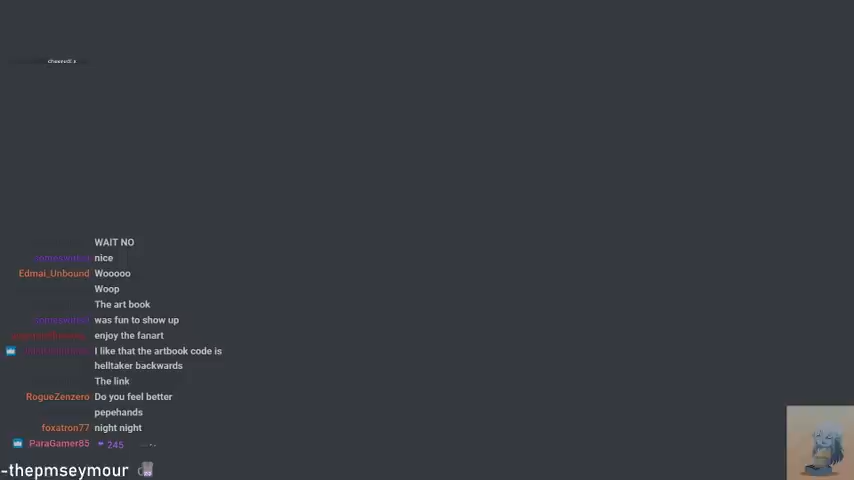 WAIT NO
nice
Edmai_Unbound Wooooo
Woop
The art book
was fun to show up
enjoy the fanart
I like that the artbook code is
helltaker backwards
The link
RogueZenzero Do you feel better
pepehands
foxatron77 night night
ParaGamer85 245
-thepmseymour